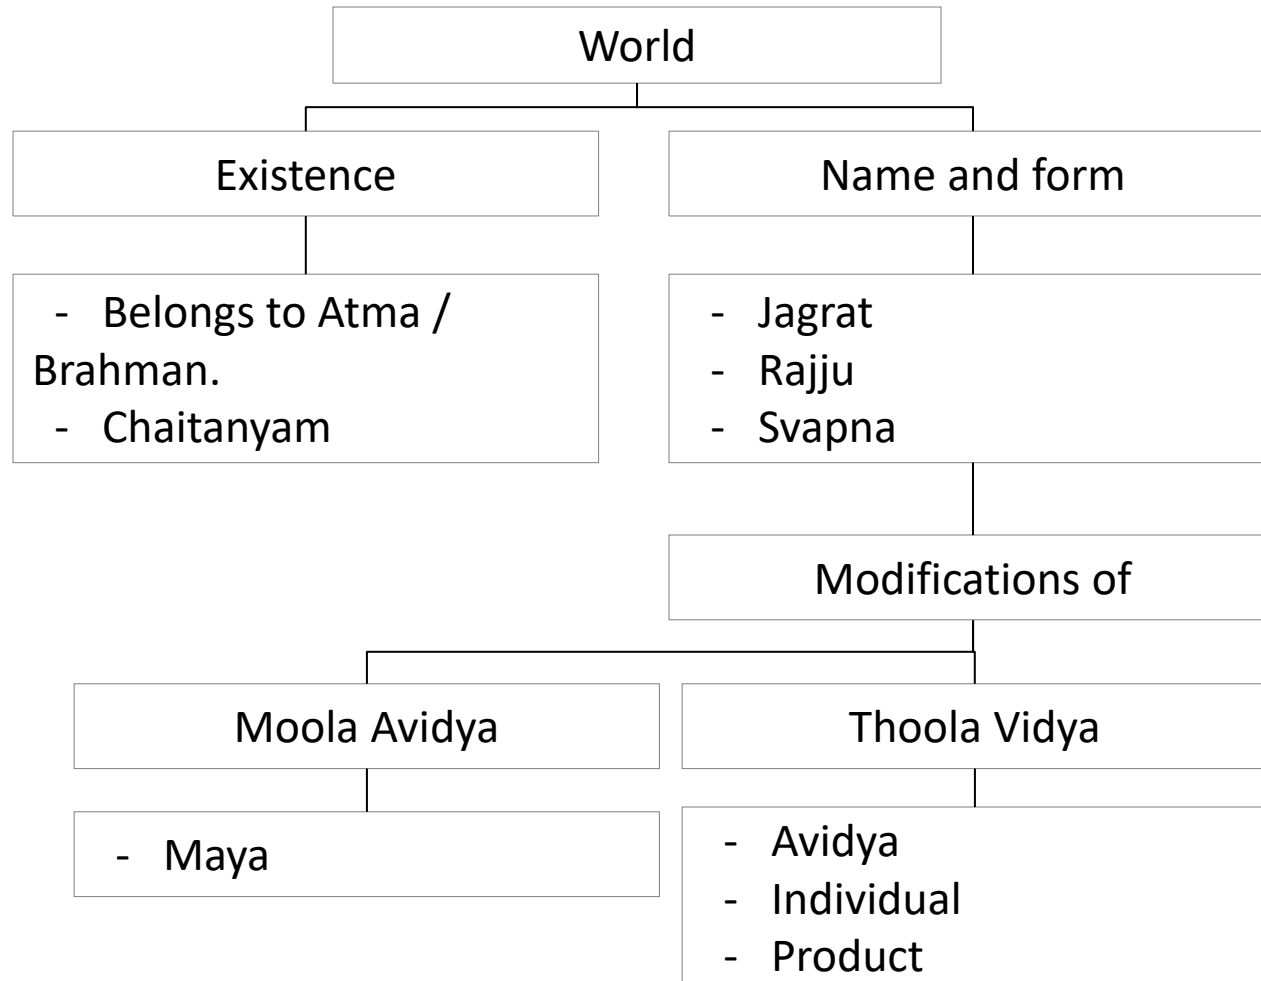 World
Existence
Name and form
- Belongs to Atma /
Brahman.
- Chaitanyam
- Jagrat
- Rajju
- Svapna
Modifications of
Moola Avidya
Thoola Vidya
- Maya
- Avidya
- Individual
- Product